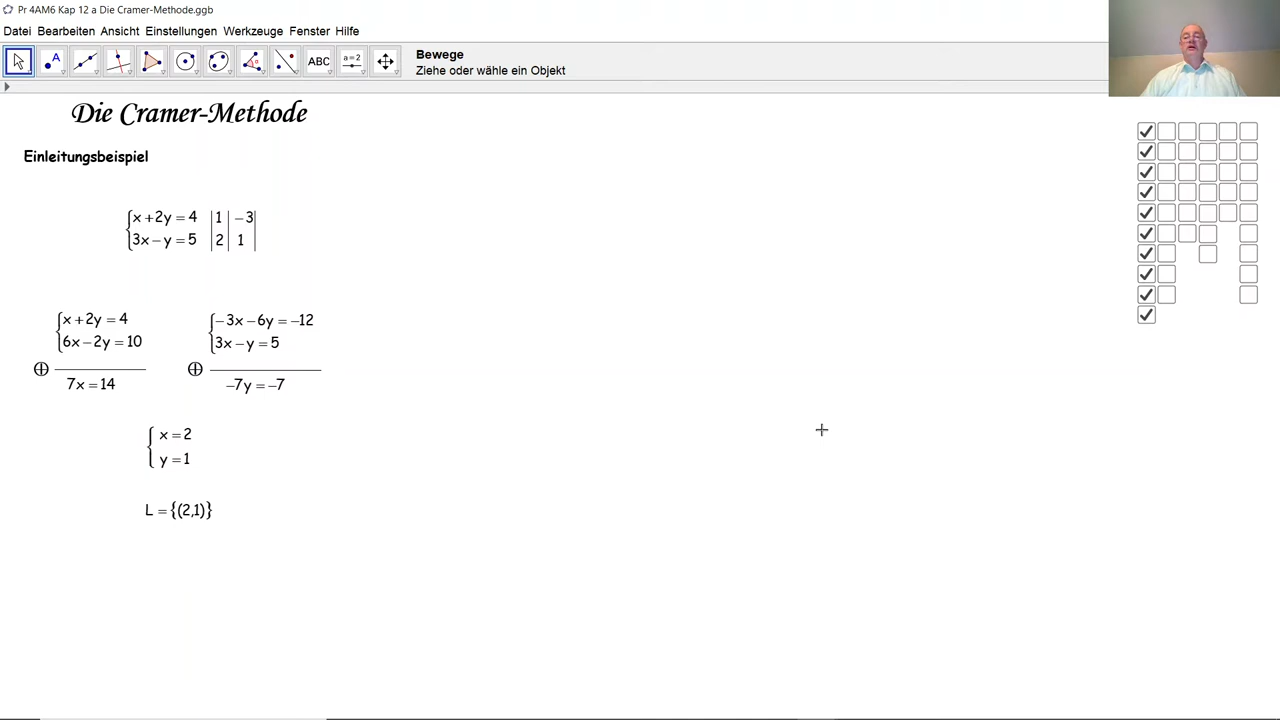 Pr 4AM6 Kap 12 a Die Cramer-Methode.ggb
Datei Bearbeiten Ansicht Einstellungen Werkzeuge Fenster Hilfe
A
ABC
a=2
Bewege
Ziehe oder wähle ein Objekt
Die Cramer-Methode
Einleitungsbeispiel
x+2y=4 |1| -3|
3x-y=5 |2| 1|
x+2y=4
6x-2y=10
⊕
7x=14
-3x-6y=-12
3x-y=5
⊕
-7y=-7
x=2
y=1
L={(2,1)}